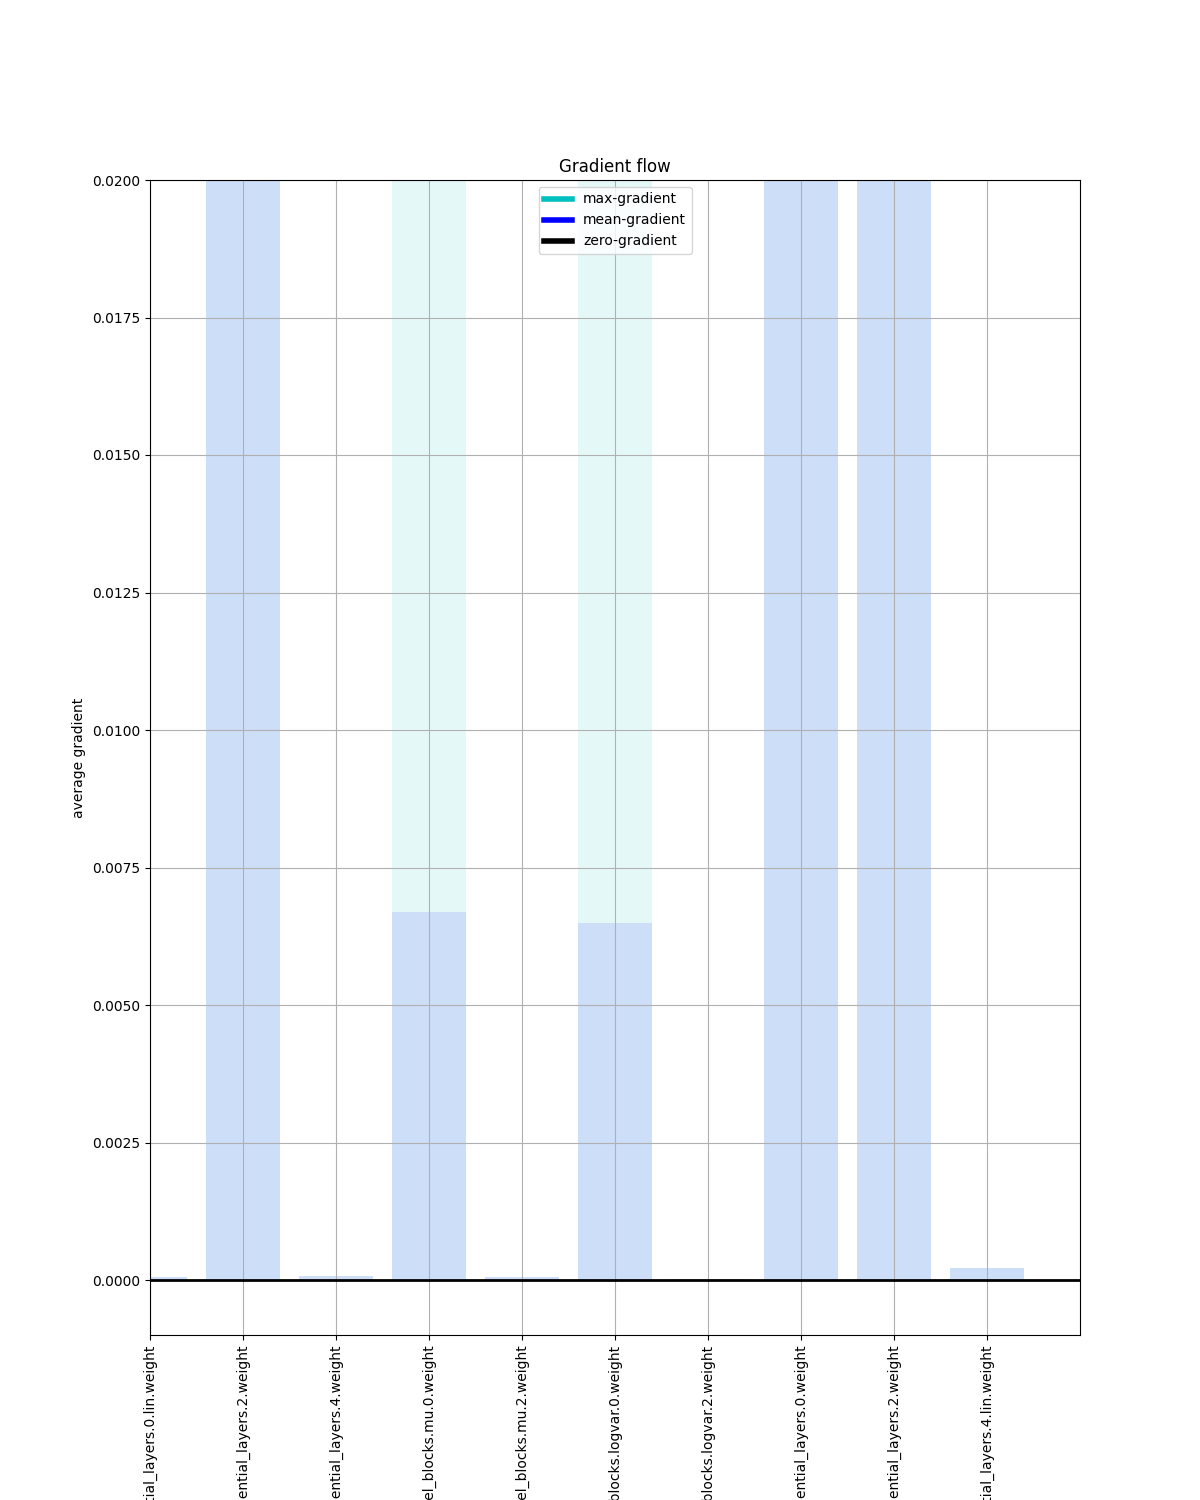 Gradient flow
max-gradient
mean-gradient
zero-gradient
0.0200
0.0175
0.0150
0.0125
0.0100
0.0075
0.0050
0.0025
0.0000
average gradient
tial_layers.0.lin.weight
ential_layers.2.weight
ential_layers.4.weight
el_blocks.mu.0.weight
el_blocks.mu.2.weight
blocks.logvar.0.weight
blocks.logvar.2.weight
ential_layers.0.weight
ential_layers.2.weight
tial_layers.4.lin.weight